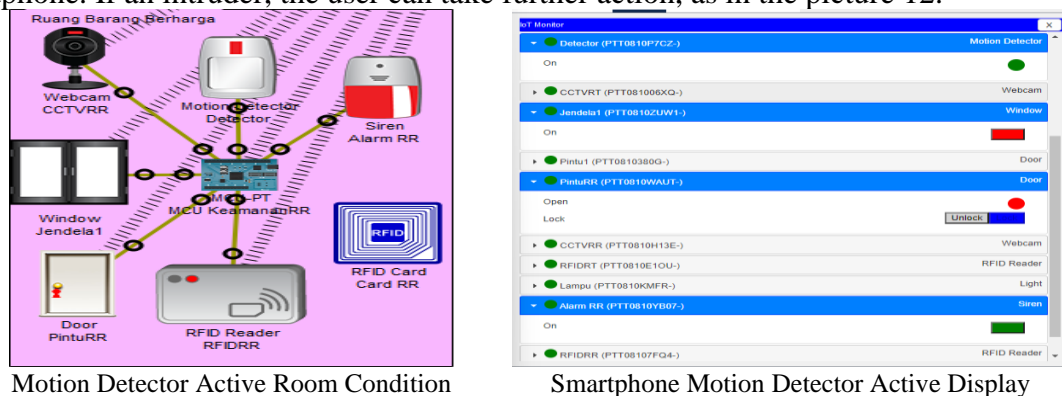 phone. If an intruder, the user can take further action, as in the picture 12.
Ruang Barang Berharga
Webcam
CCTVRR
Motion Detector
Detector
Siren
Alarm RR
MCU-PT
MCU KeamananRR
Window
Jendela1
RFID
RFID Card
Card RR
Door
PintuRR
RFID Reader
RFIDRR
IoT Monitor
X
Detector (PTT0810P7CZ-) Motion Detector
On
CCTVRT (PTT081006XQ-) Webcam
Jendela1 (PTT0810ZUW1-) Window
On
Pintu1 (PTT0810380G-) Door
PintuRR (PTT0810WAUT-) Door
Open
Lock Unlock
CCTVRR (PTT0810H13E-) Webcam
RFIDRT (PTT0810E1OU-) RFID Reader
Lampu (PTT0810KMFR-) Light
Alarm RR (PTT0810YB07-) Siren
On
RFIDRR (PTT08107FQ4-) RFID Reader
Motion Detector Active Room Condition
Smartphone Motion Detector Active Display